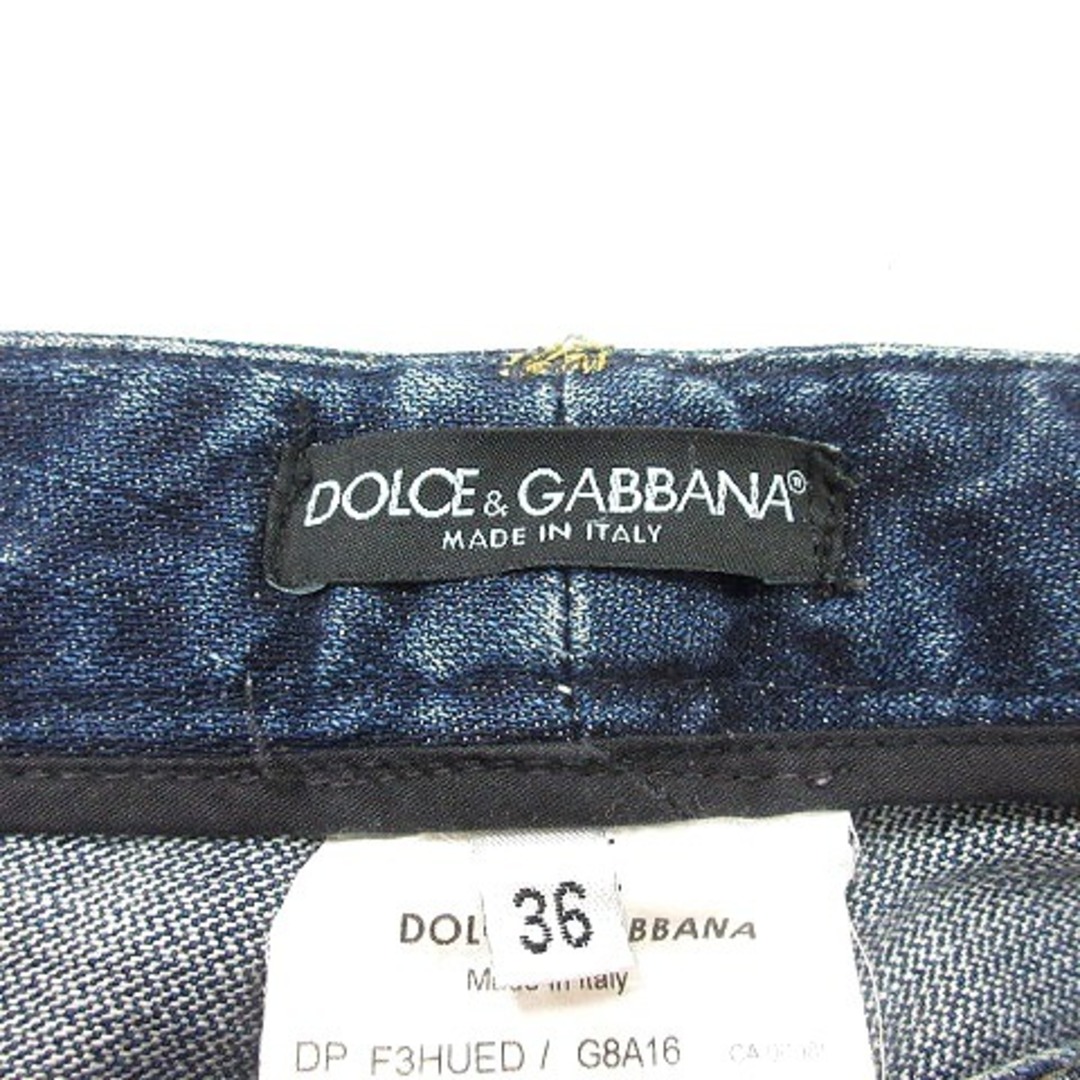 DOLCE & GABBANA®
MADE IN ITALY
36
DOL BBANA
Made in Italy
DP F3HUED / G8A16